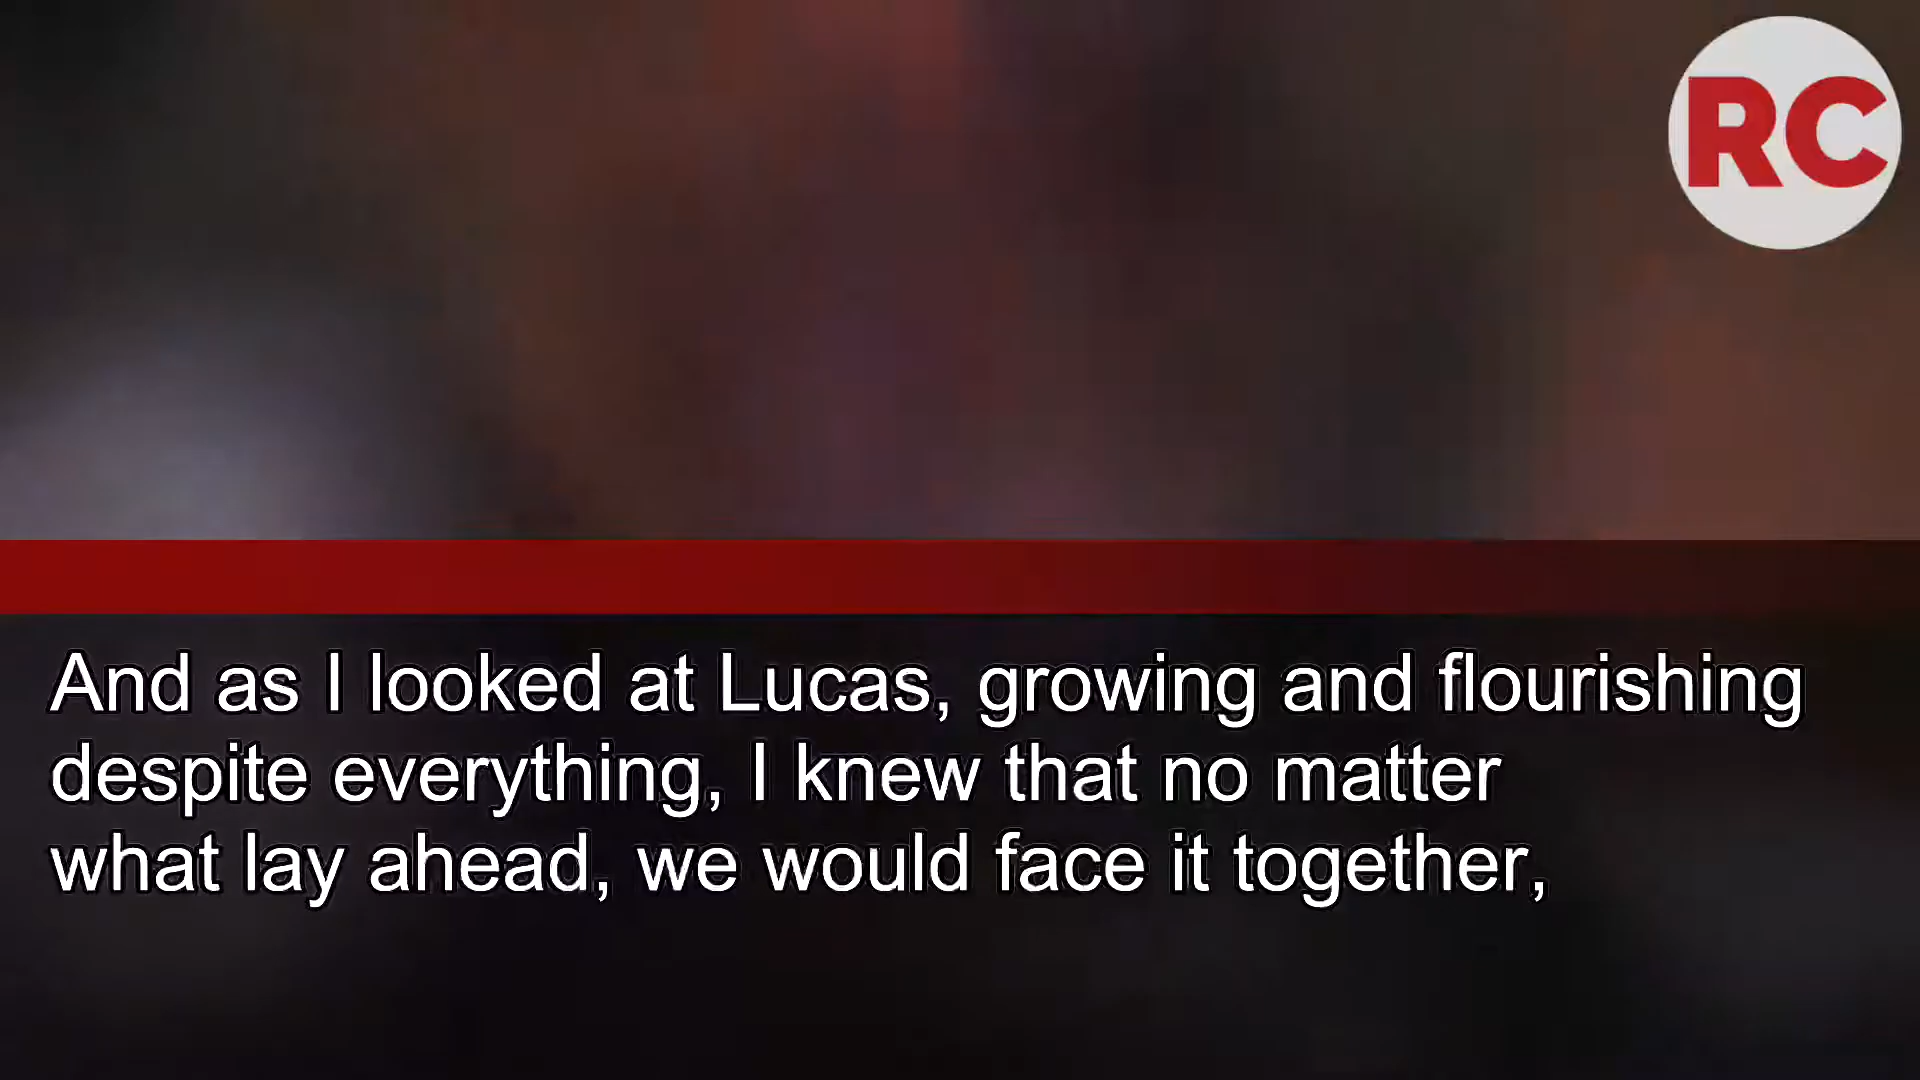 RC
And as I looked at Lucas, growing and flourishing
despite everything, I knew that no matter
what lay ahead, we would face it together,